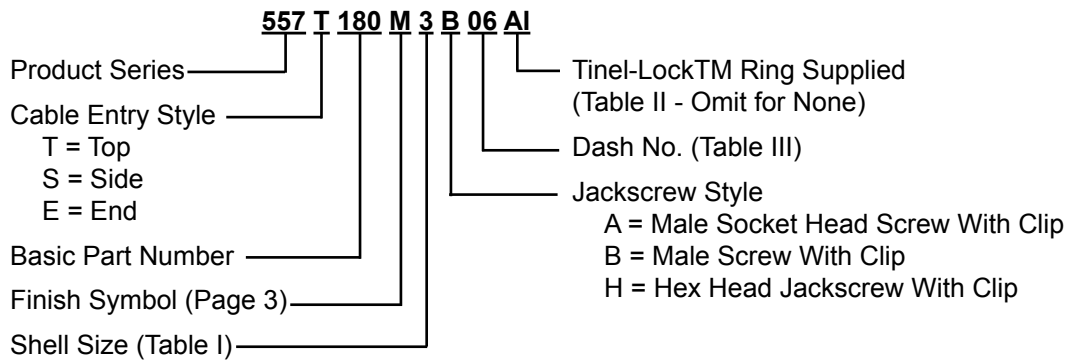 557 T 180 M 3 B 06 AI
Product Series
Cable Entry Style
T = Top
S = Side
E = End
Basic Part Number
Finish Symbol (Page 3)
Shell Size (Table I)
Tinel-LockTM Ring Supplied
(Table II - Omit for None)
Dash No. (Table III)
Jackscrew Style
A = Male Socket Head Screw With Clip
B = Male Screw With Clip
H = Hex Head Jackscrew With Clip